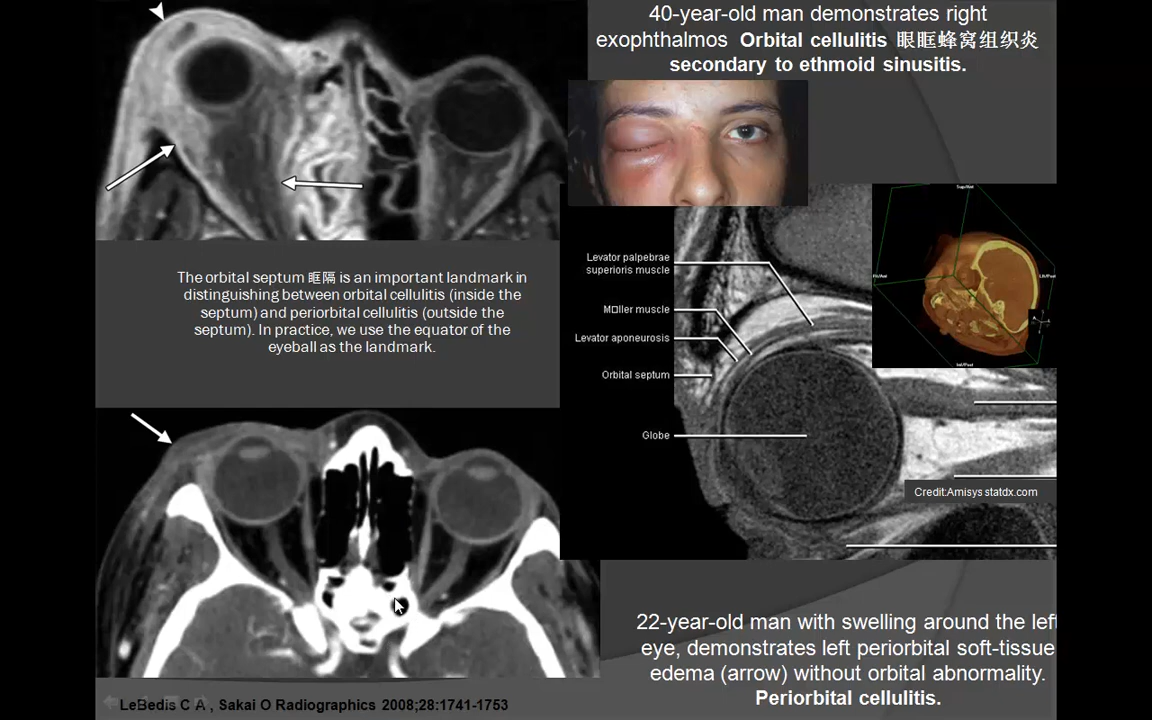 40-year-old man demonstrates right
exophthalmos Orbital cellulitis 眼眶蜂窝组织炎
secondary to ethmoid sinusitis.
The orbital septum 眶隔 is an important landmark in
distinguishing between orbital cellulitis (inside the
septum) and periorbital cellulitis (outside the
septum). In practice, we use the equator of the
eyeball as the landmark.
Levator palpebrae
superioris muscle
M□ller muscle
Levator aponeurosis
Orbital septum
Globe
Credit:Amisys statdx.com
22-year-old man with swelling around the left
eye, demonstrates left periorbital soft-tissue
edema (arrow) without orbital abnormality.
Periorbital cellulitis.
LeBedis C A , Sakai O Radiographics 2008;28:1741-1753